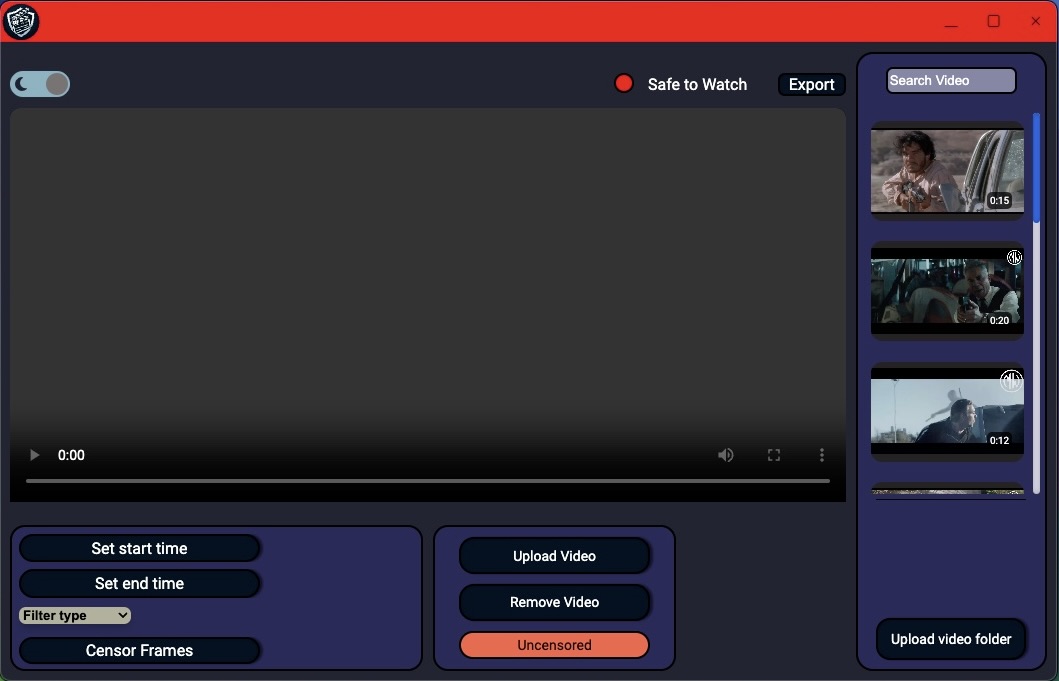 Safe to Watch
Export
Search Video
0:15
0:20
0:12
0:00
Set start time
Set end time
Filter type
Censor Frames
Upload Video
Remove Video
Uncensored
Upload video folder